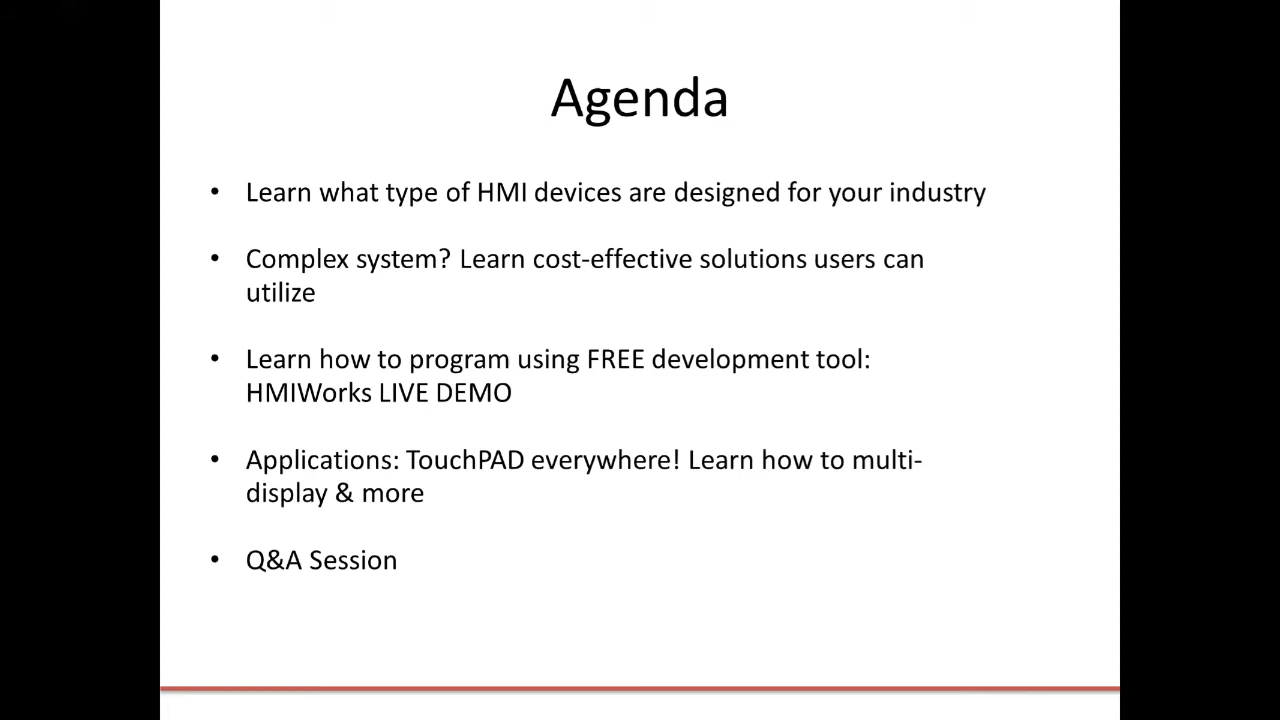 Agenda
• Learn what type of HMI devices are designed for your industry
• Complex system? Learn cost-effective solutions users can
utilize
• Learn how to program using FREE development tool:
HMIWorks LIVE DEMO
• Applications: TouchPAD everywhere! Learn how to multi-
display & more
• Q&A Session